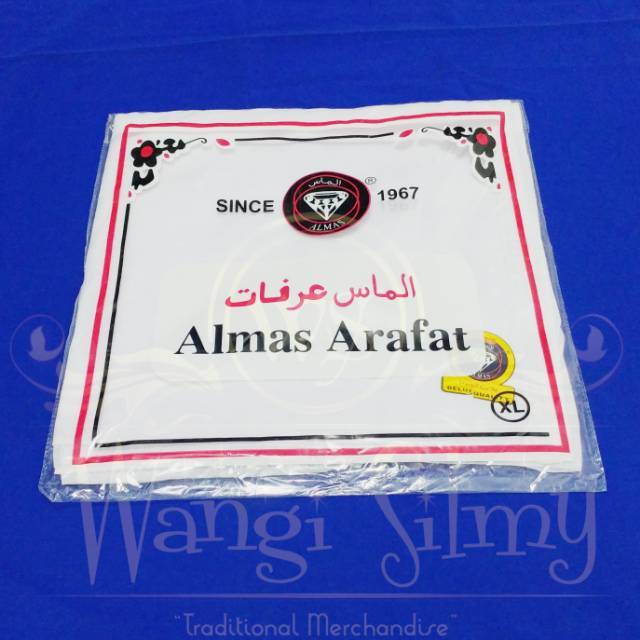 الماس
SINCE
ALMAS
®
1967
الماس عرفات
Almas Arafat
XL
Wangi Silmy
"Traditional Merchandise"